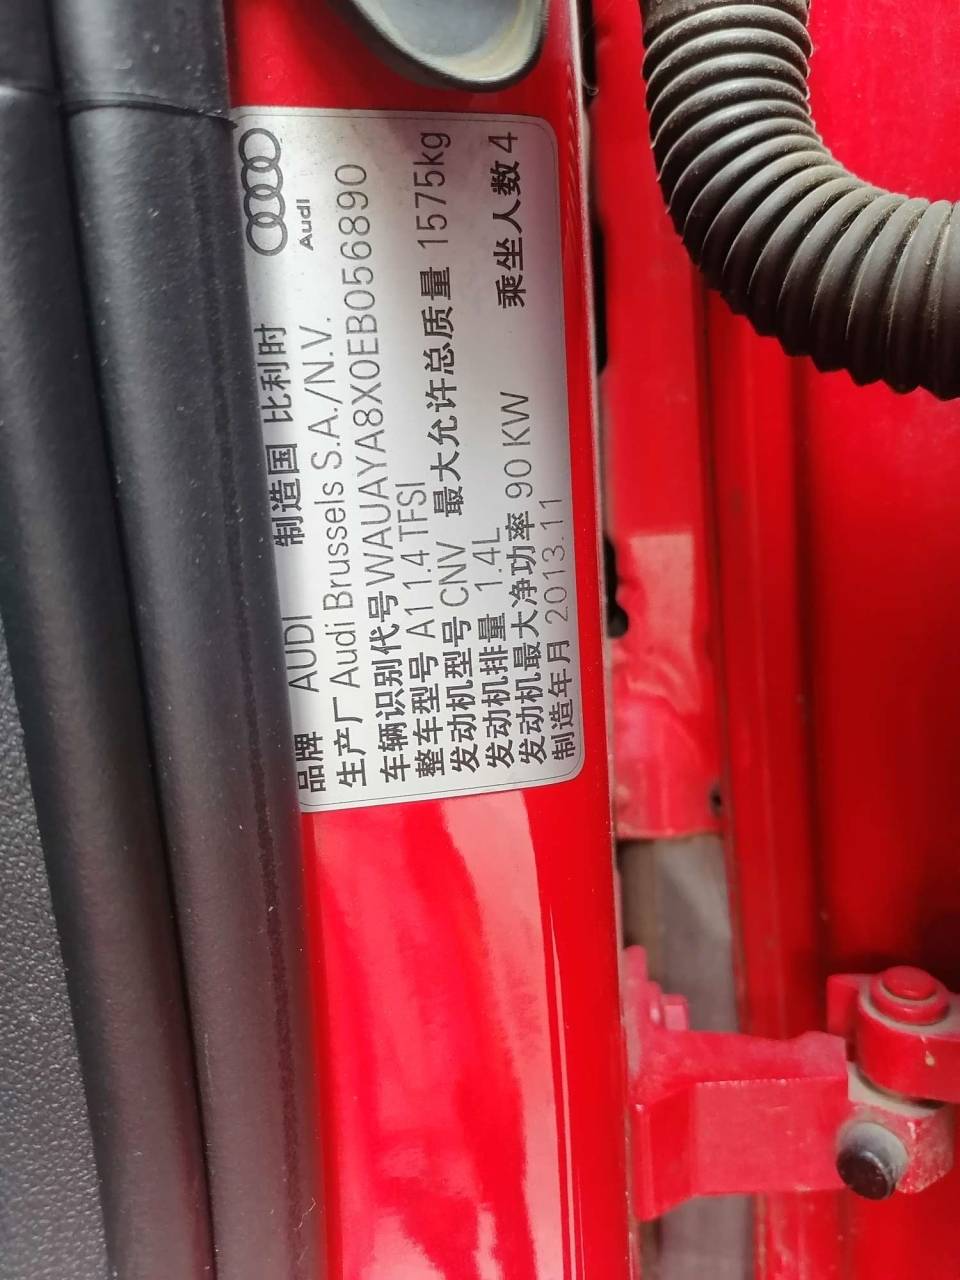 品牌 AUDI 制造国 比利时 Audi
生产厂 Audi Brussels S.A./N.V.
车辆识别代号 WAUAYA8X0EB056890
整车型号 A1 1.4 TFSI
发动机型号 CNV 最大允许总质量 1575kg
发动机排量 1.4L
发动机最大净功率 90 KW 乘坐人数 4
制造年月 2013.11